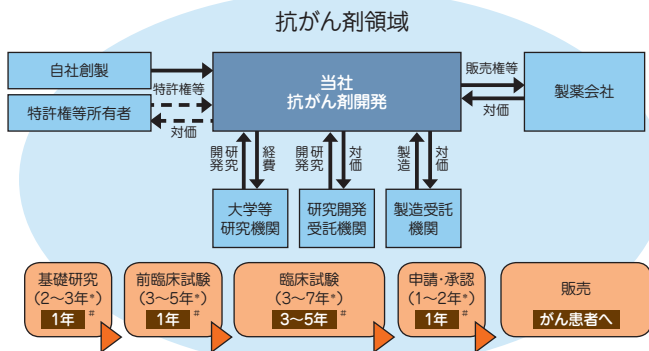 抗がん剤領域
自社創製
特許権等所有者
特許権等
対価
当社
抗がん剤開発
販売権等
対価
製薬会社
研究
開発
経費
研究
開発
対価
製造
対価
大学等
研究機関
研究開発
受託機関
製造受託
機関
基礎研究
(2〜3年*)
1年 #
前臨床試験
(3〜5年*)
1年 #
臨床試験
(3〜7年*)
3〜5年 #
申請・承認
(1〜2年*)
1年 #
販売
がん患者へ